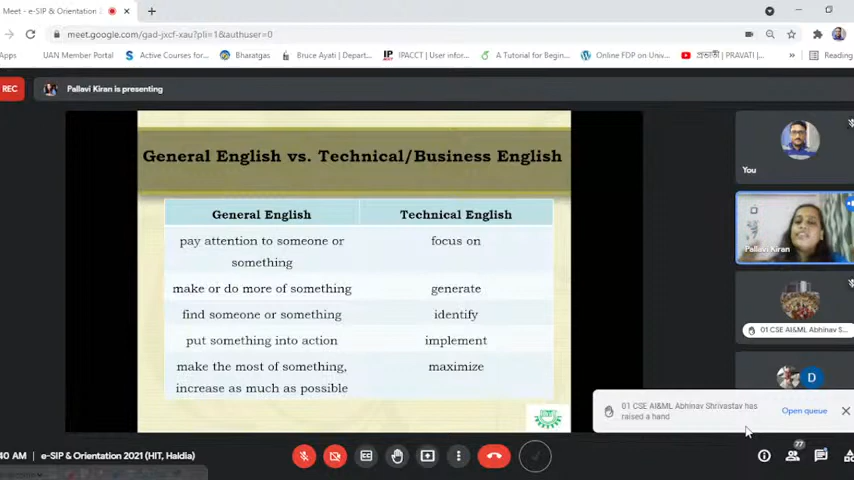 Meet - e-SIP & Orientation
meet.google.com/gad-jxcf-xau?pli=1&authuser=0
Apps UAN Member Portal Active Courses for... Bharatgas Bruce Ayati | Depart... IPACCT | User infor... A Tutorial for Begin... Online FDP on Univ... | PRAVATI | ... » Reading
REC Pallavi Kiran is presenting
General English vs. Technical/Business English
General English Technical English
pay attention to someone or something focus on
make or do more of something generate
find someone or something identify
put something into action implement
make the most of something, increase as much as possible maximize
You
Pallavi Kiran
01 CSE AI&ML Abhinav S...
D
01 CSE AI&ML Abhinav Shrivastav has
raised a hand
Open queue
:40 AM e-SIP & Orientation 2021 (HIT, Haldia)
77